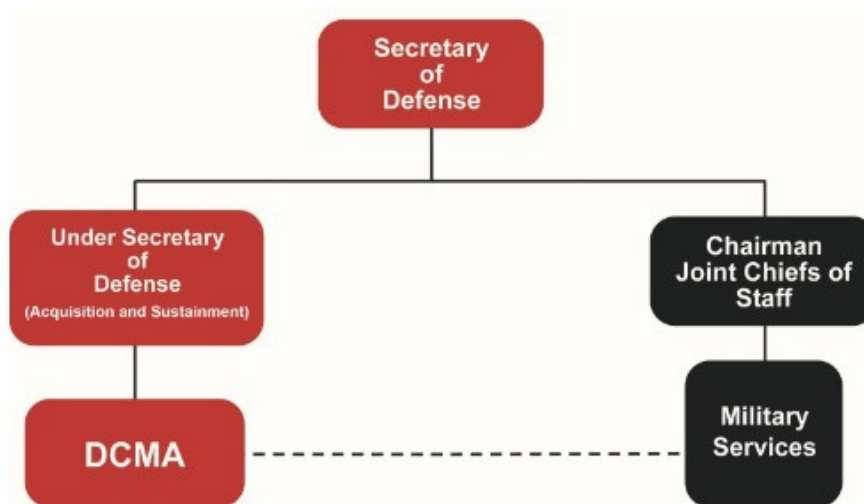 Secretary
of
Defense
Under Secretary
of
Defense
(Acquisition and Sustainment)
Chairman
Joint Chiefs of
Staff
DCMA
Military
Services